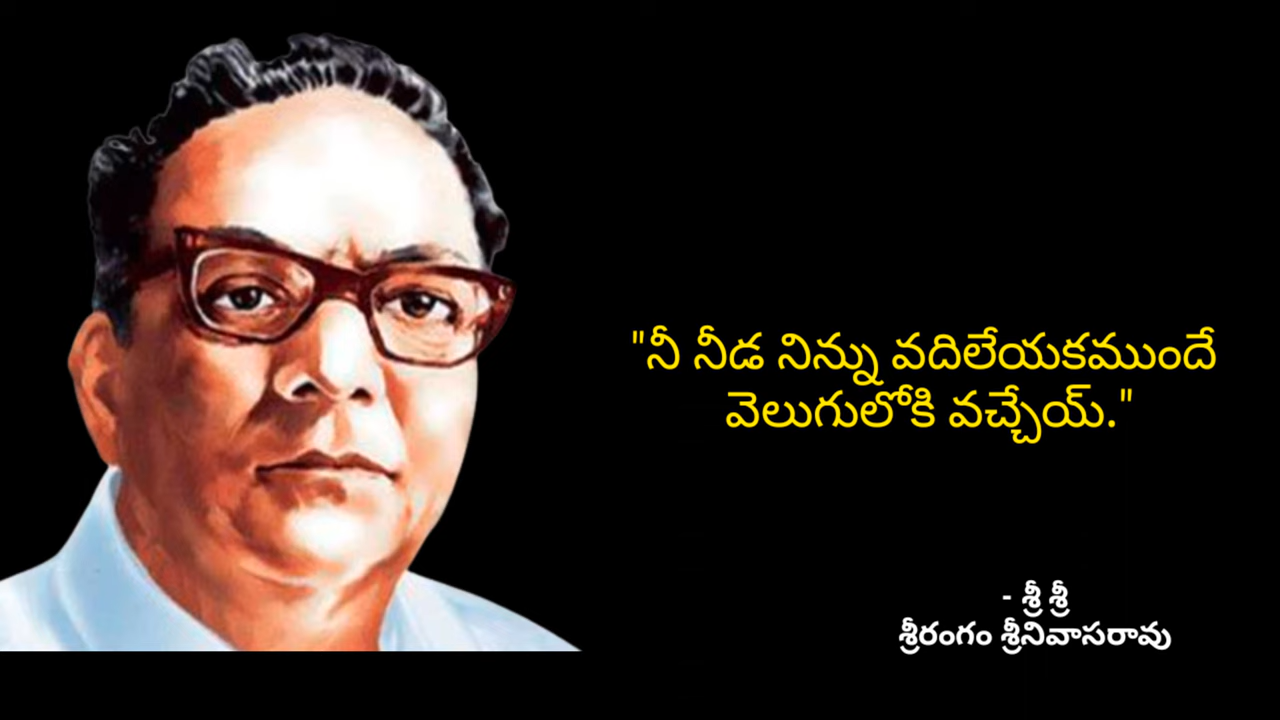 "నీ నీడ నిన్ను వదిలేయకముందే
వెలుగులోకి వచ్చేయ్."
- శ్రీ శ్రీ
శ్రీరంగం శ్రీనివాసరావు